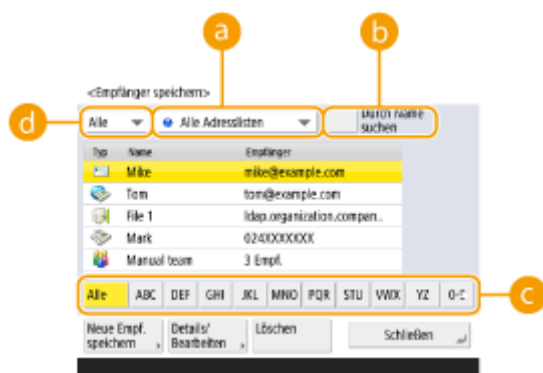 a
b
<Empfänger speichern>
d
Alle
Alle Adresslisten
Durch Name
suchen
Typ Name Empfänger
Mike mike@example.com
Tom tom@example.com
File 1 ldap.organization.compan..
Mark 024XXXXXXX
Manual team 3 Empf.
Alle ABC DEF GHI JKL MNO PQR STU VWX YZ
c
Neue Empf.
speichern
Details/
Bearbeiten
Löschen
Schließen